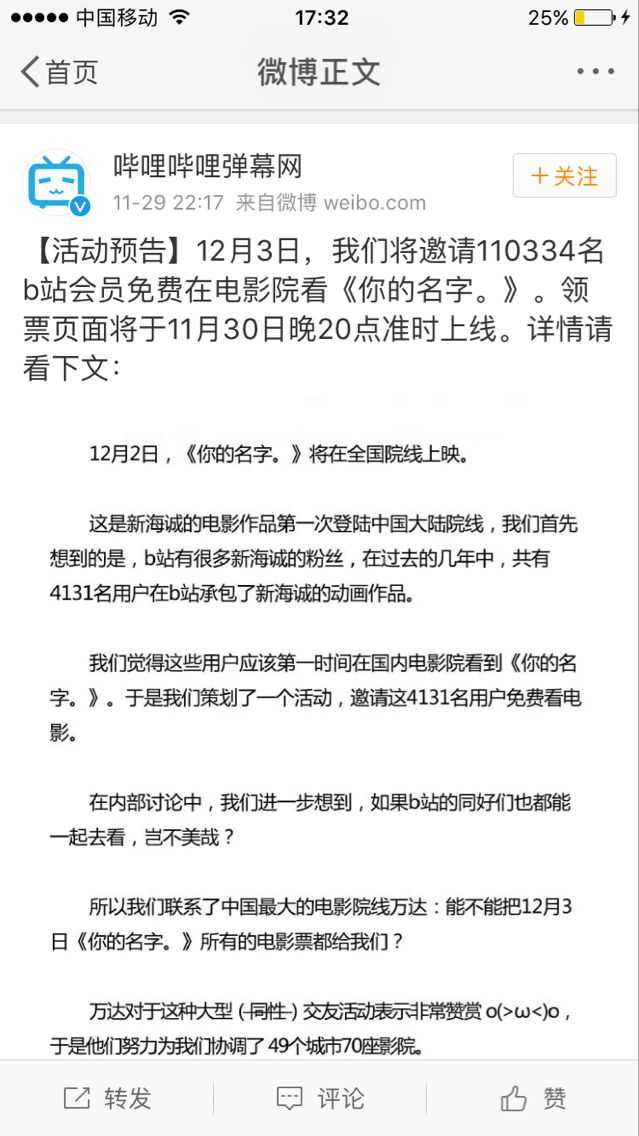 中国移动 17:32 25%
首页 微博正文
哔哩哔哩弹幕网 +关注
11-29 22:17 来自微博 weibo.com
【活动预告】12月3日，我们将邀请110334名
b站会员免费在电影院看《你的名字。》。领
票页面将于11月30日晚20点准时上线。详情请
看下文：
12月2日，《你的名字。》将在全国院线上映。
这是新海诚的电影作品第一次登陆中国大陆院线，我们首先
想到的是，b站有很多新海诚的粉丝，在过去的几年中，共有
4131名用户在b站承包了新海诚的动画作品。
我们觉得这些用户应该第一时间在国内电影院看到《你的名
字。》。于是我们策划了一个活动，邀请这4131名用户免费看电
影。
在内部讨论中，我们进一步想到，如果b站的同好们也都能
一起去看，岂不美哉？
所以我们联系了中国最大的电影院线万达：能不能把12月3
日《你的名字。》所有的电影票都给我们？
万达对于这种大型 (同性) 交友活动表示非常赞赏 o(>ω<)o，
于是他们努力为我们协调了 49个城市70座影院。
转发 评论 赞